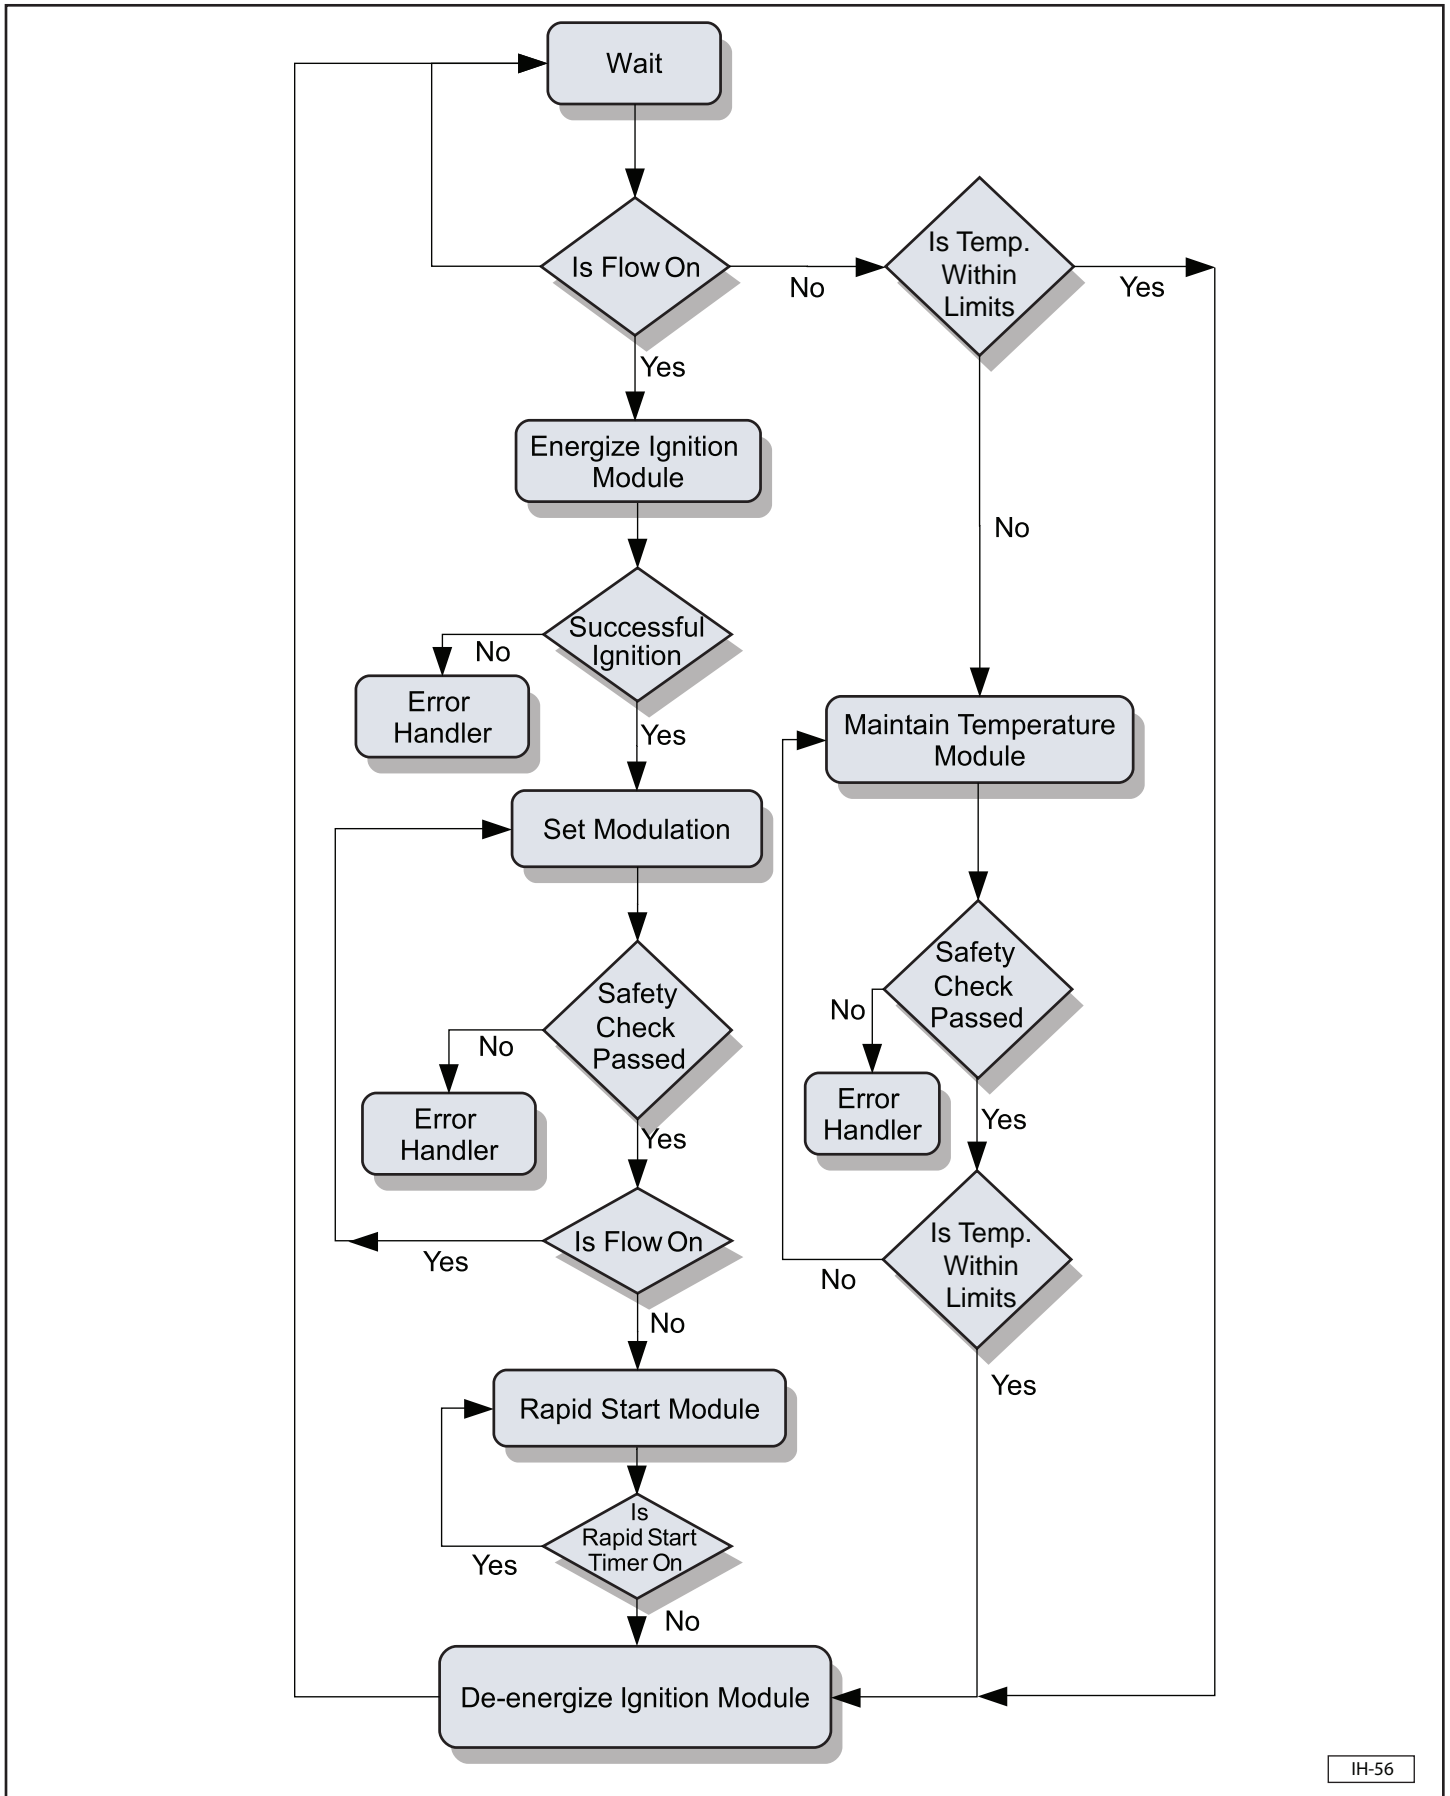 Wait
Is Flow On
No
Is Temp.
Within
Limits
Yes
Yes
Energize Ignition
Module
No
Successful
Ignition
No
Error
Handler
Yes
Maintain Temperature
Module
Set Modulation
Safety
Check
Passed
No
Error
Handler
Yes
Safety
Check
Passed
No
Error
Handler
Yes
Is Flow On
Yes
No
Is Temp.
Within
Limits
No
Yes
Rapid Start Module
Is
Rapid Start
Timer On
Yes
No
De-energize Ignition Module
IH-56